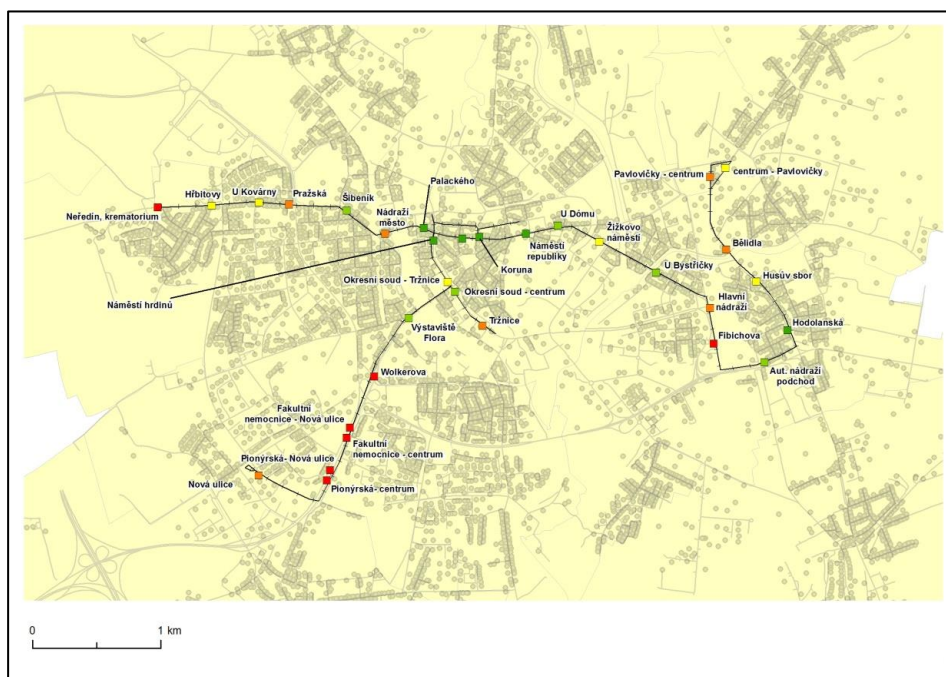 Palackého
Pavlovičky - centrum
centrum - Pavlovičky
Hřbitovy
U Kovárny
Pražská
Šibeník
Neředín, krematorium
Nádraží
město
U Dómu
Žižkovo
náměstí
Náměstí
republiky
Koruna
Bělidla
U Bystřičky
Husův sbor
Náměstí hrdinů
Okresní soud - Tržnice
Okresní soud - centrum
Hlavní
nádraží
Tržnice
Výstaviště
Flora
Hodolanská
Fibichova
Aut. nádraží
podchod
Wolkerova
Fakultní
nemocnice - Nová ulice
Fakultní
nemocnice - centrum
Pionýrská- Nová ulice
Nová ulice
Pionýrská- centrum
0 1 km